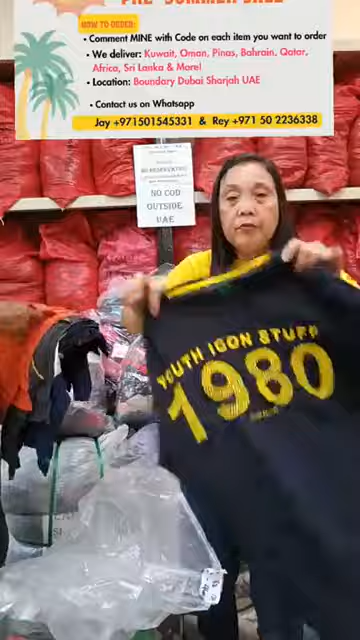 PRE-SUMMER SALE
HOW TO ORDER:
• Comment MINE with Code on each item you want to order
• We deliver: Kuwait, Oman, Pinas, Bahrain, Qatar,
Africa, Sri Lanka & More!
• Location: Boundary Dubai Sharjah UAE
• Contact us on Whatsapp
Jay +971501545331 & Rey +971 50 2236338
NO RESERVATION
NO COD
OUTSIDE
UAE
YOUTH ICON STUFF
1980